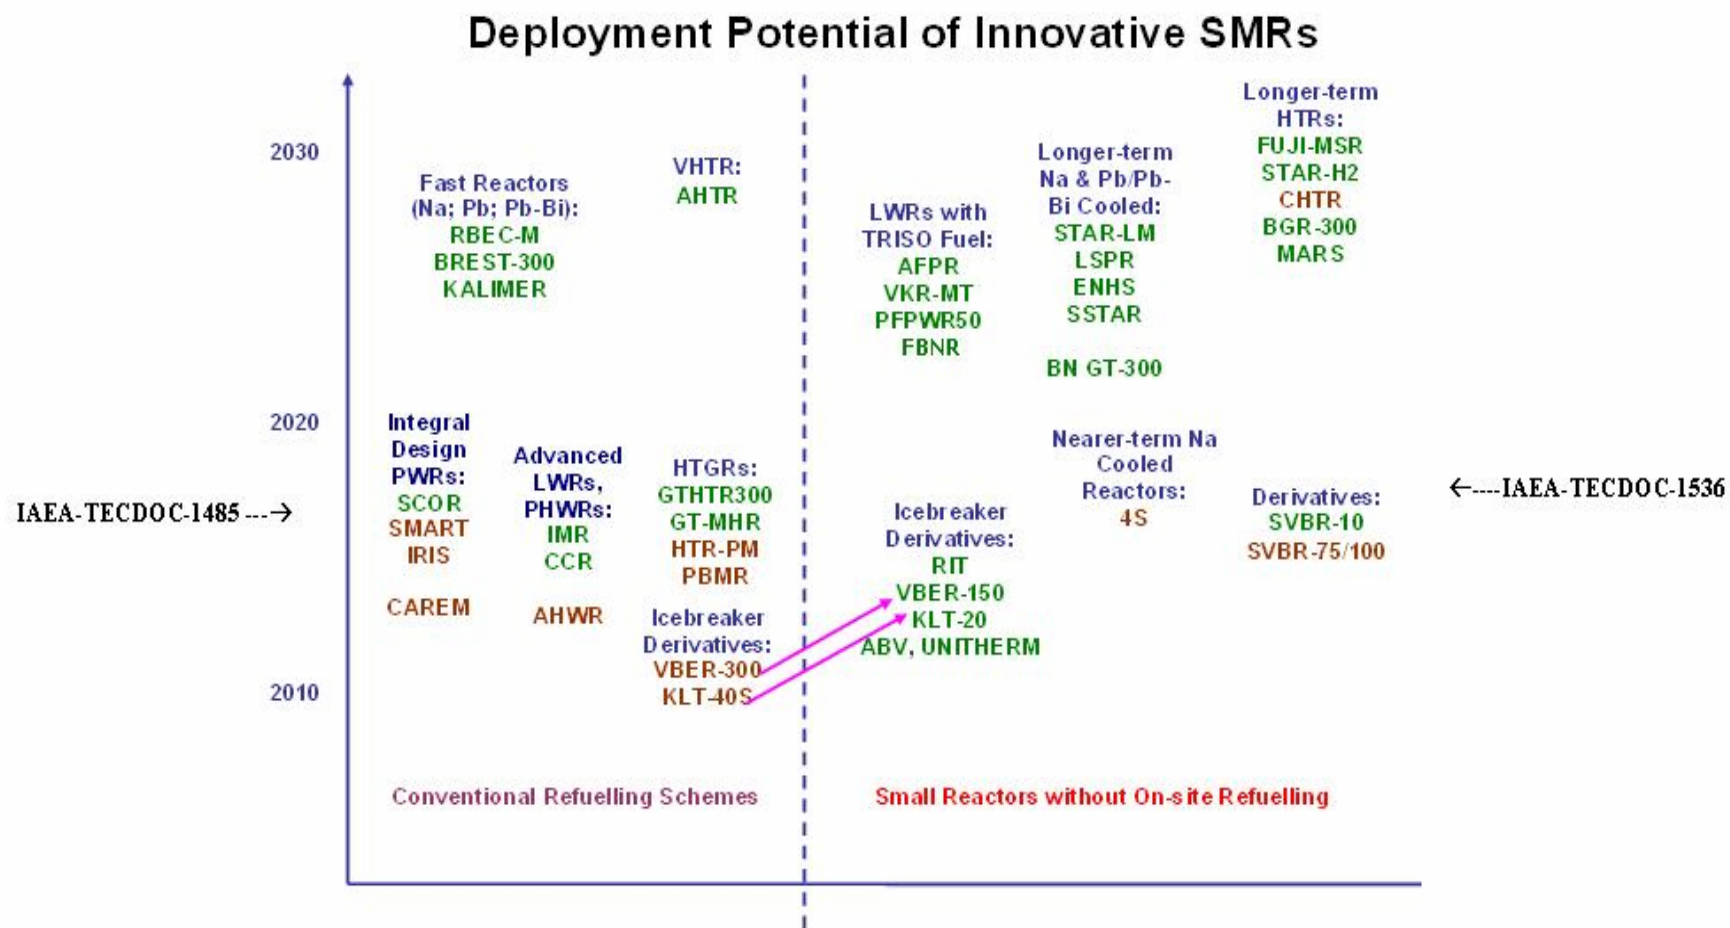 Deployment Potential of Innovative SMRs
2030
2020
2010
IAEA-TECDOC-1485 ---→
Fast Reactors
(Na; Pb; Pb-Bi):
RBEC-M
BREST-300
KALIMER
VHTR:
AHTR
Integral
Design
PWRs:
SCOR
SMART
IRIS
CAREM
Advanced
LWRs,
PHWRs:
IMR
CCR
AHWR
HTGRs:
GTHTR300
GT-MHR
HTR-PM
PBMR
Icebreaker
Derivatives:
VBER-300
KLT-40S
Conventional Refuelling Schemes
LWRs with
TRISO Fuel:
AFPR
VKR-MT
PFPWR50
FBNR
Longer-term
Na & Pb/Pb-
Bi Cooled:
STAR-LM
LSPR
ENHS
SSTAR
BN GT-300
Longer-term
HTRs:
FUJI-MSR
STAR-H2
CHTR
BGR-300
MARS
Icebreaker
Derivatives:
RIT
VBER-150
KLT-20
ABV, UNITHERM
Nearer-term Na
Cooled
Reactors:
4S
Derivatives:
SVBR-10
SVBR-75/100
←----IAEA-TECDOC-1536
Small Reactors without On-site Refuelling